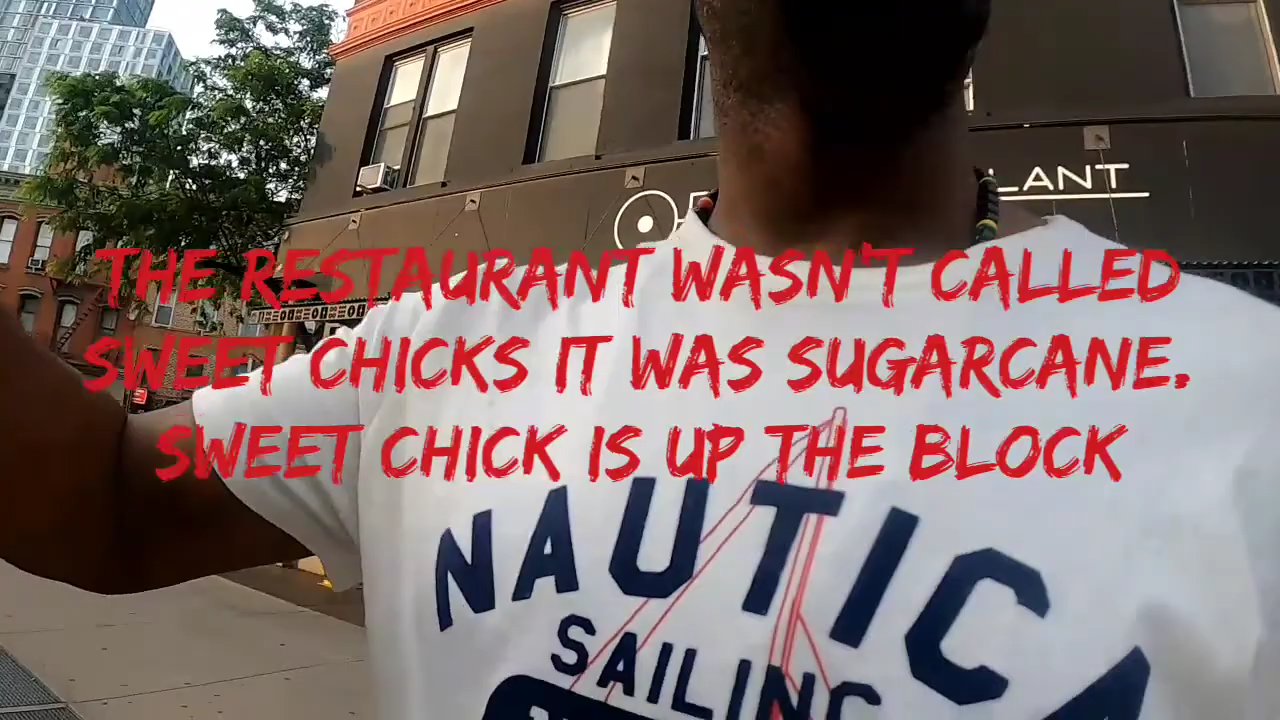 LANT
THE RESTAURANT WASN'T CALLED
SWEET CHICKS IT WAS SUGARCANE.
SWEET CHICK IS UP THE BLOCK
NAUTICA
SAILING